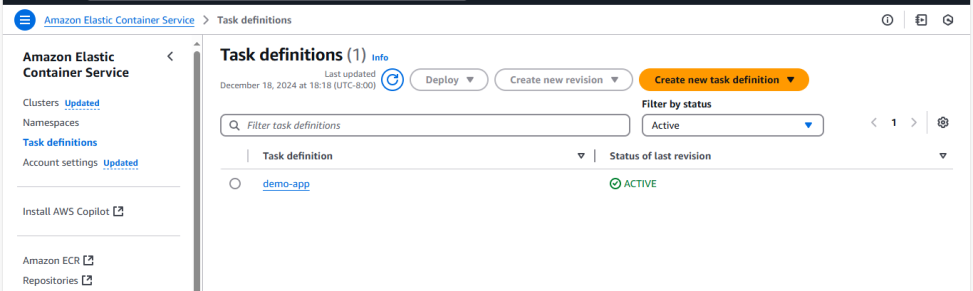 Amazon Elastic Container Service > Task definitions
Amazon Elastic
Container Service
Clusters Updated
Namespaces
Task definitions
Account settings Updated
Install AWS Copilot
Amazon ECR
Repositories
Task definitions (1) Info
Last updated
December 18, 2024 at 18:18 (UTC-8:00)
Deploy
Create new revision
Create new task definition
Filter by status
Filter task definitions
Active
1
Task definition
Status of last revision
demo-app
ACTIVE